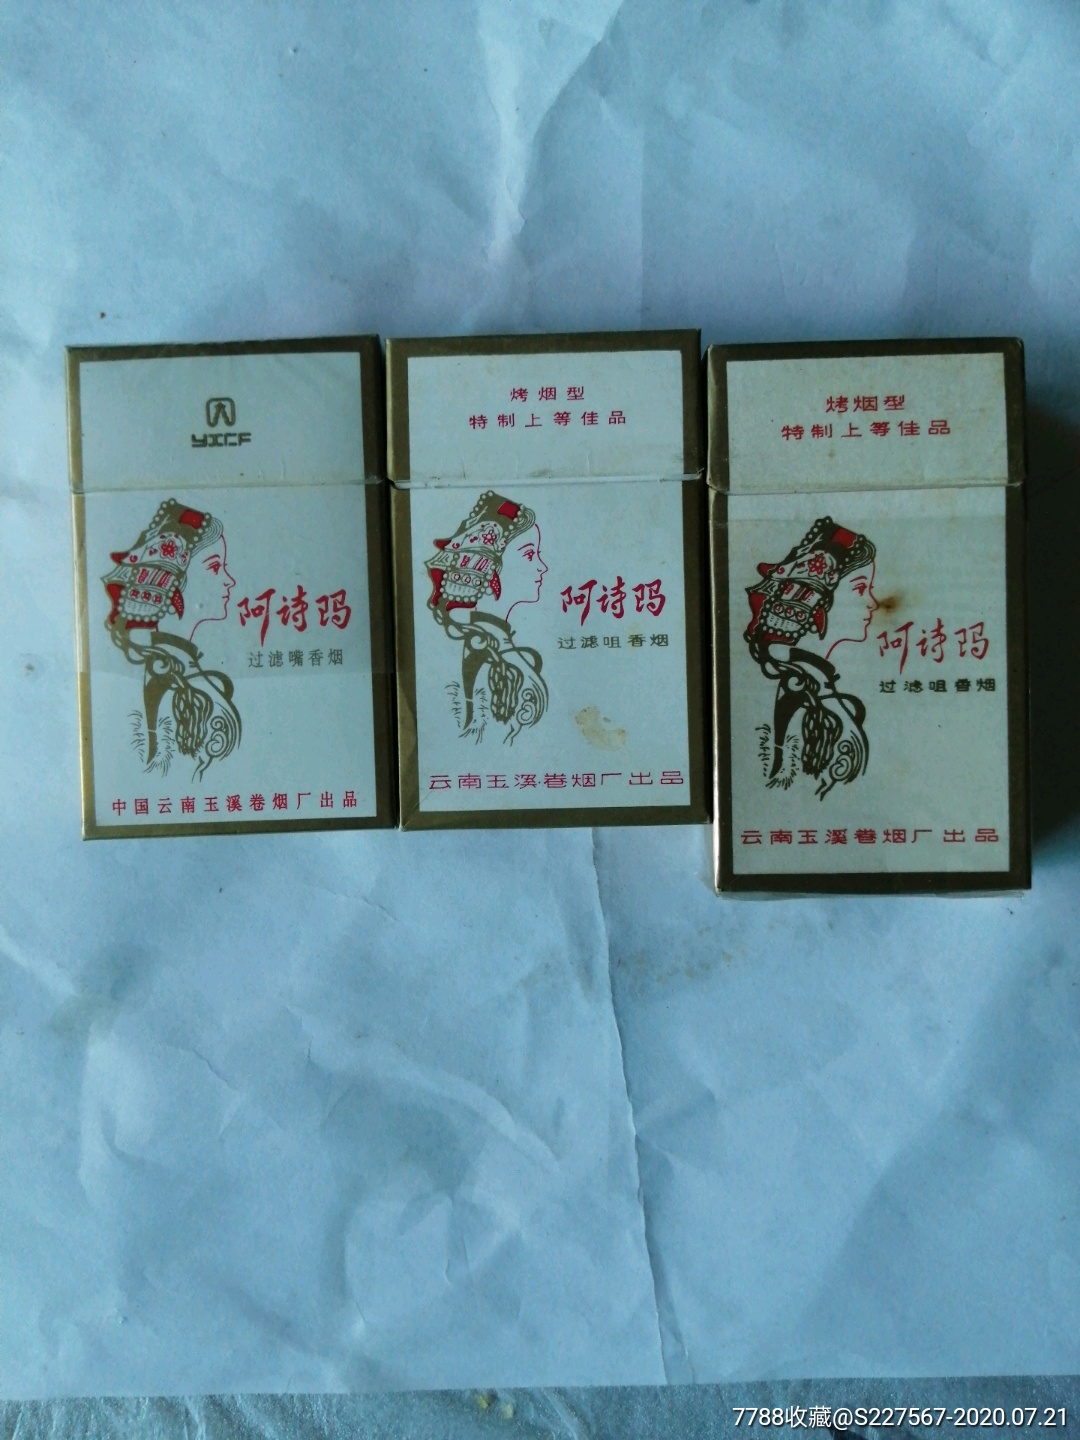 YICF
阿诗玛
过滤嘴香烟
中国云南玉溪卷烟厂出品
烤烟型
特制上等佳品
阿诗玛
过滤咀香烟
云南玉溪卷烟厂出品
烤烟型
特制上等佳品
阿诗玛
过滤咀香烟
云南玉溪卷烟厂出品
7788收藏@S227567-2020.07.21